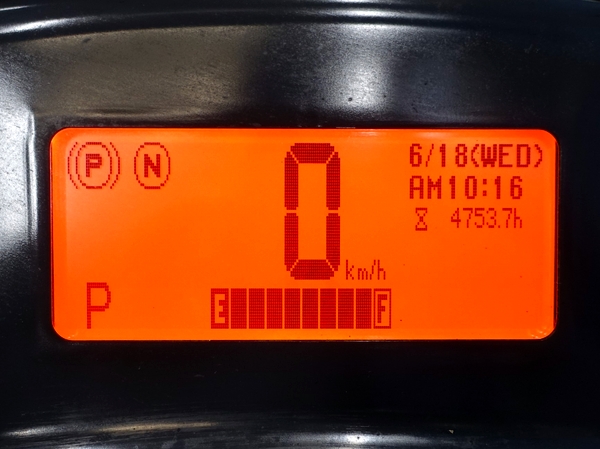 P N
6/18(WED)
AM10:16
4753.7h
0 km/h
P
E F